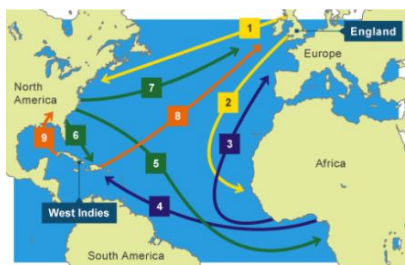 1
England
Europe
North
America
7
2
8
3
6
9
5
Africa
4
West Indies
South America